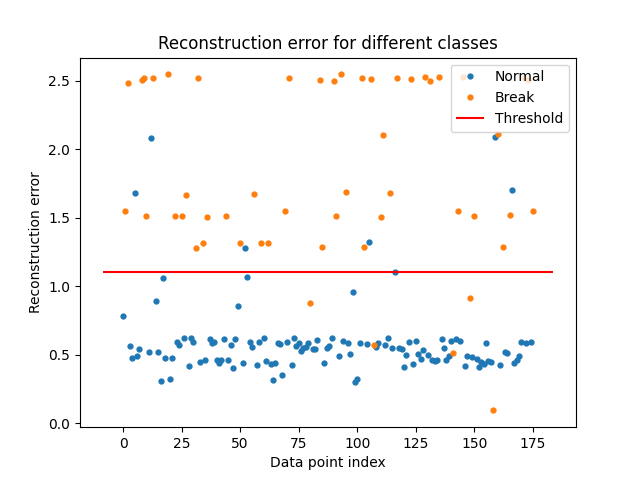 Reconstruction error for different classes
Reconstruction error
2.5
2.0
1.5
1.0
0.5
0.0
Normal
Break
Threshold
0
25
50
75
100
125
150
175
Data point index